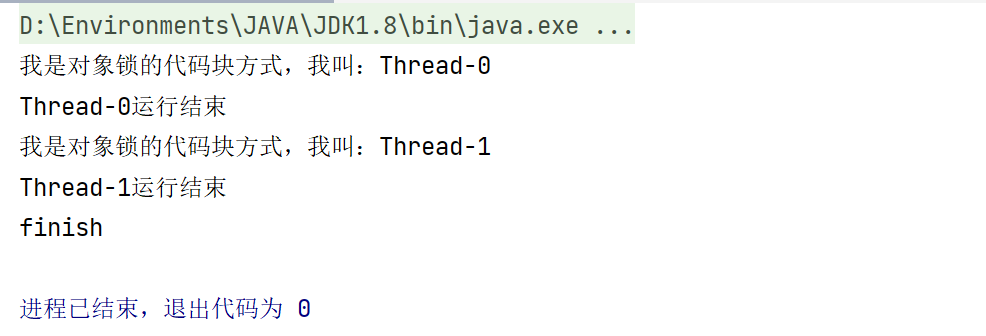 D:\Environments\JAVA\JDK1.8\bin\java.exe ...
我是对象锁的代码块方式，我叫：Thread-0
Thread-0运行结束
我是对象锁的代码块方式，我叫：Thread-1
Thread-1运行结束
finish
进程已结束，退出代码为 0